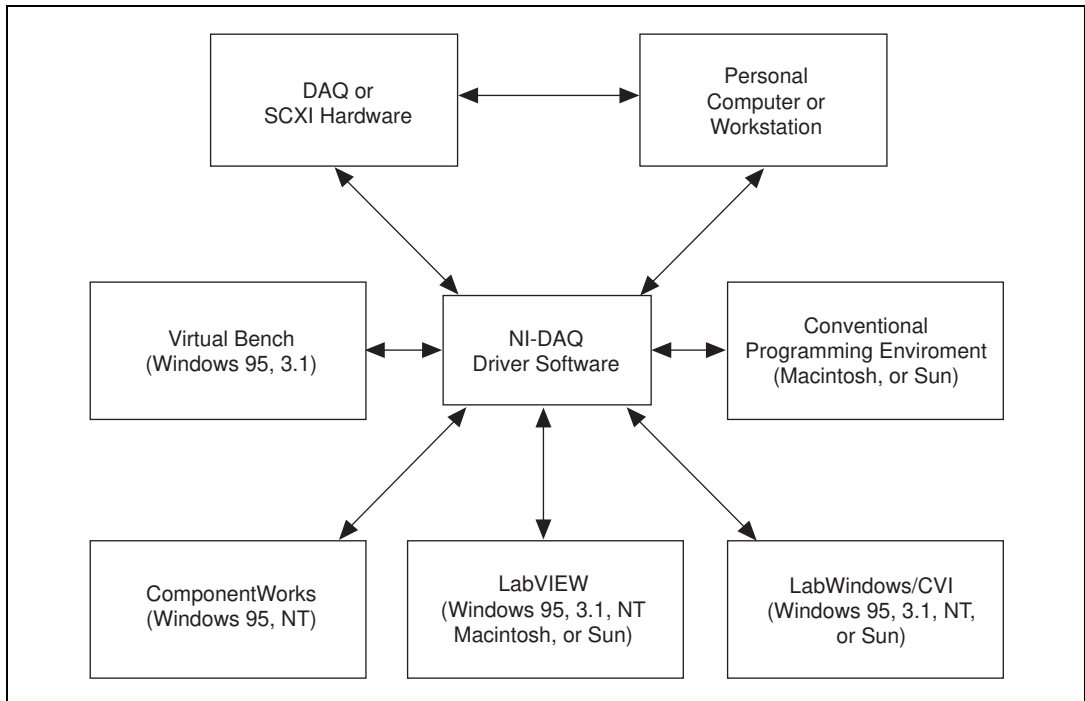 DAQ or
SCXI Hardware
Personal
Computer or
Workstation
Virtual Bench
(Windows 95, 3.1)
NI-DAQ
Driver Software
Conventional
Programming Enviroment
(Macintosh, or Sun)
ComponentWorks
(Windows 95, NT)
LabVIEW
(Windows 95, 3.1, NT
Macintosh, or Sun)
LabWindows/CVI
(Windows 95, 3.1, NT,
or Sun)